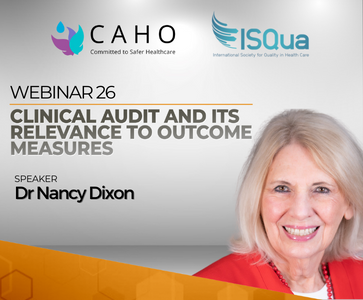 CAHO
Committed to Safer Healthcare
ISQua
International Society for Quality in Health Care
WEBINAR 26
CLINICAL AUDIT AND ITS
RELEVANCE TO OUTCOME
MEASURES
SPEAKER
Dr Nancy Dixon